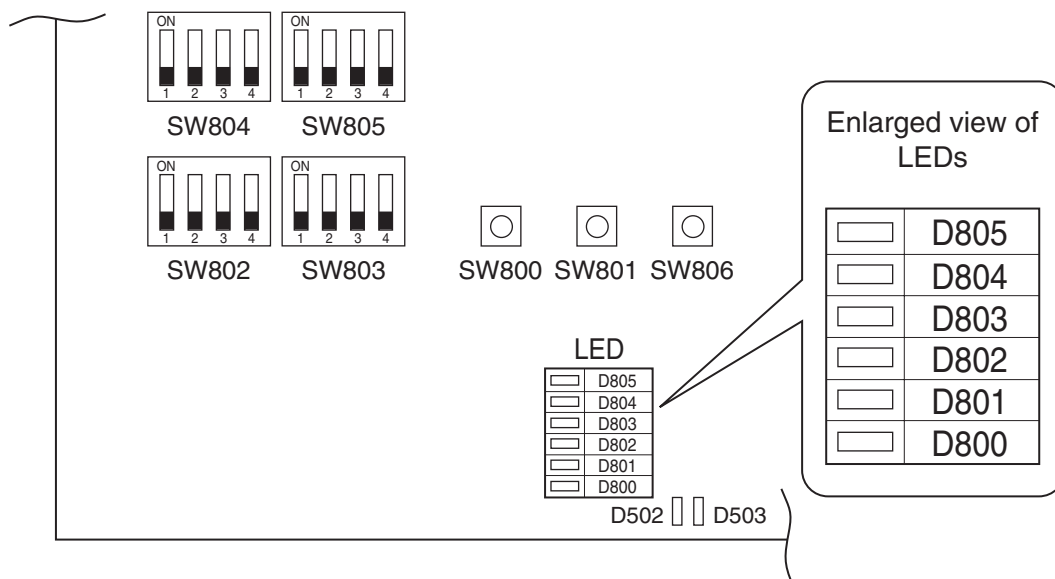 ON
1 2 3 4
SW804
ON
1 2 3 4
SW805
ON
1 2 3 4
SW802
ON
1 2 3 4
SW803
SW800 SW801 SW806
LED
D805
D804
D803
D802
D801
D800
D502 D503
Enlarged view of
LEDs
D805
D804
D803
D802
D801
D800